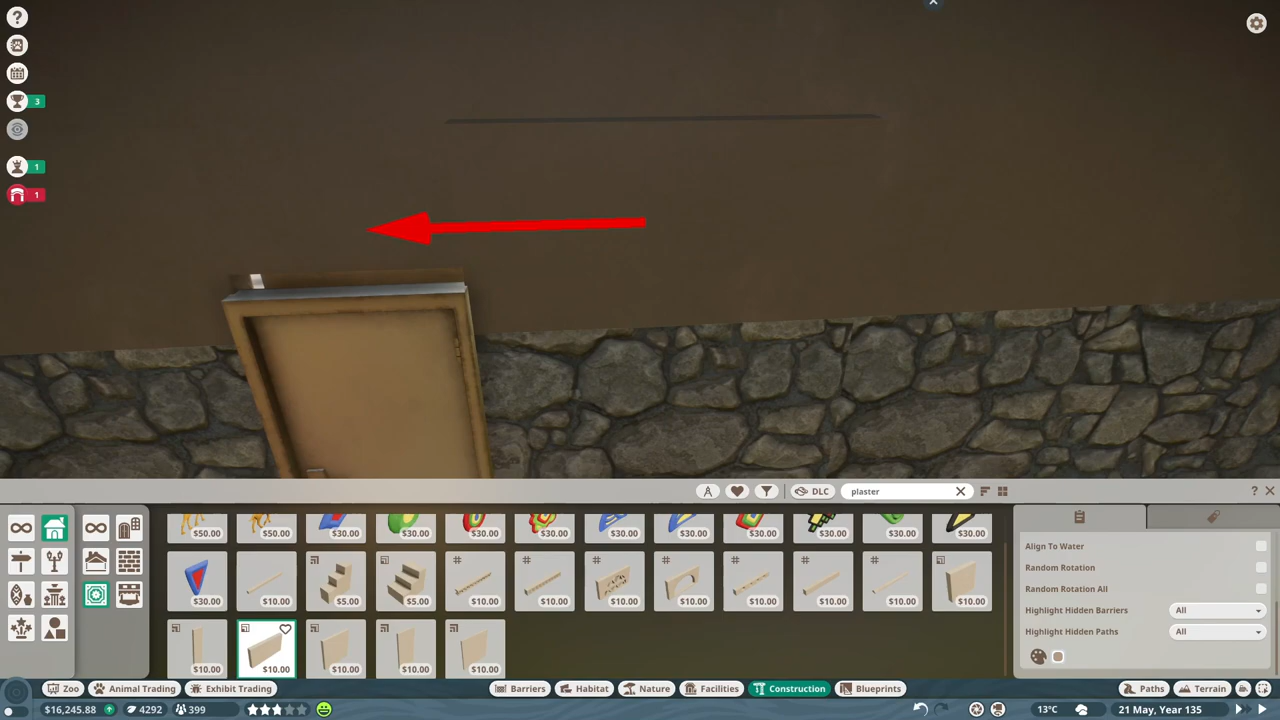 ?
3
1
1
DLC
plaster
?
$50.00
$50.00
$30.00
$30.00
$30.00
$30.00
$30.00
$30.00
$30.00
$30.00
$30.00
$30.00
$30.00
$10.00
$5.00
$5.00
$10.00
$10.00
$10.00
$10.00
$10.00
$10.00
$10.00
$10.00
$10.00
$10.00
$10.00
$10.00
$10.00
Align To Water
Random Rotation
Random Rotation All
Highlight Hidden Barriers All
Highlight Hidden Paths All
Zoo
Animal Trading
Exhibit Trading
Barriers
Habitat
Nature
Facilities
Construction
Blueprints
Paths
Terrain
$16,245.88
4292
399
13°C
21 May, Year 135